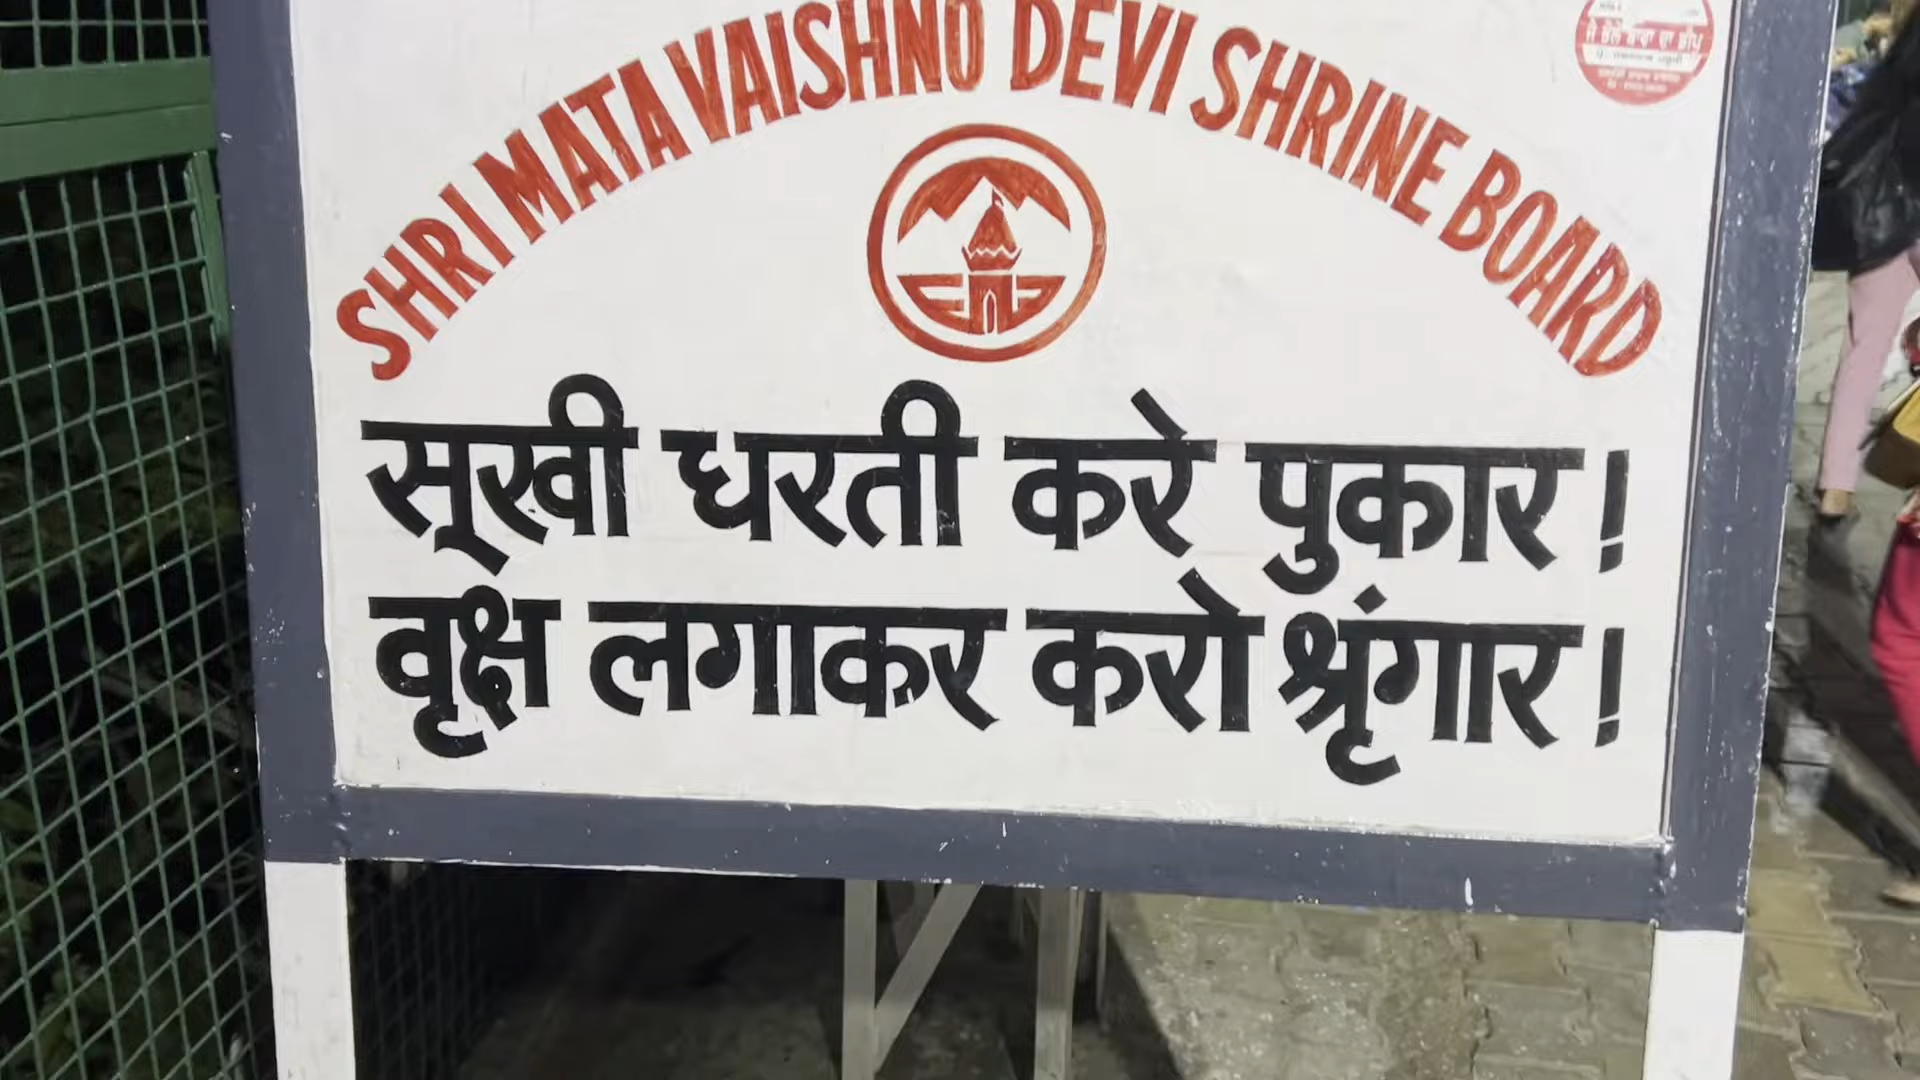 SHRI MATA VAISHNO DEVI SHRINE BOARD
सूखी धरती करे पुकार!
वृक्ष लगाकर करो श्रृंगार!